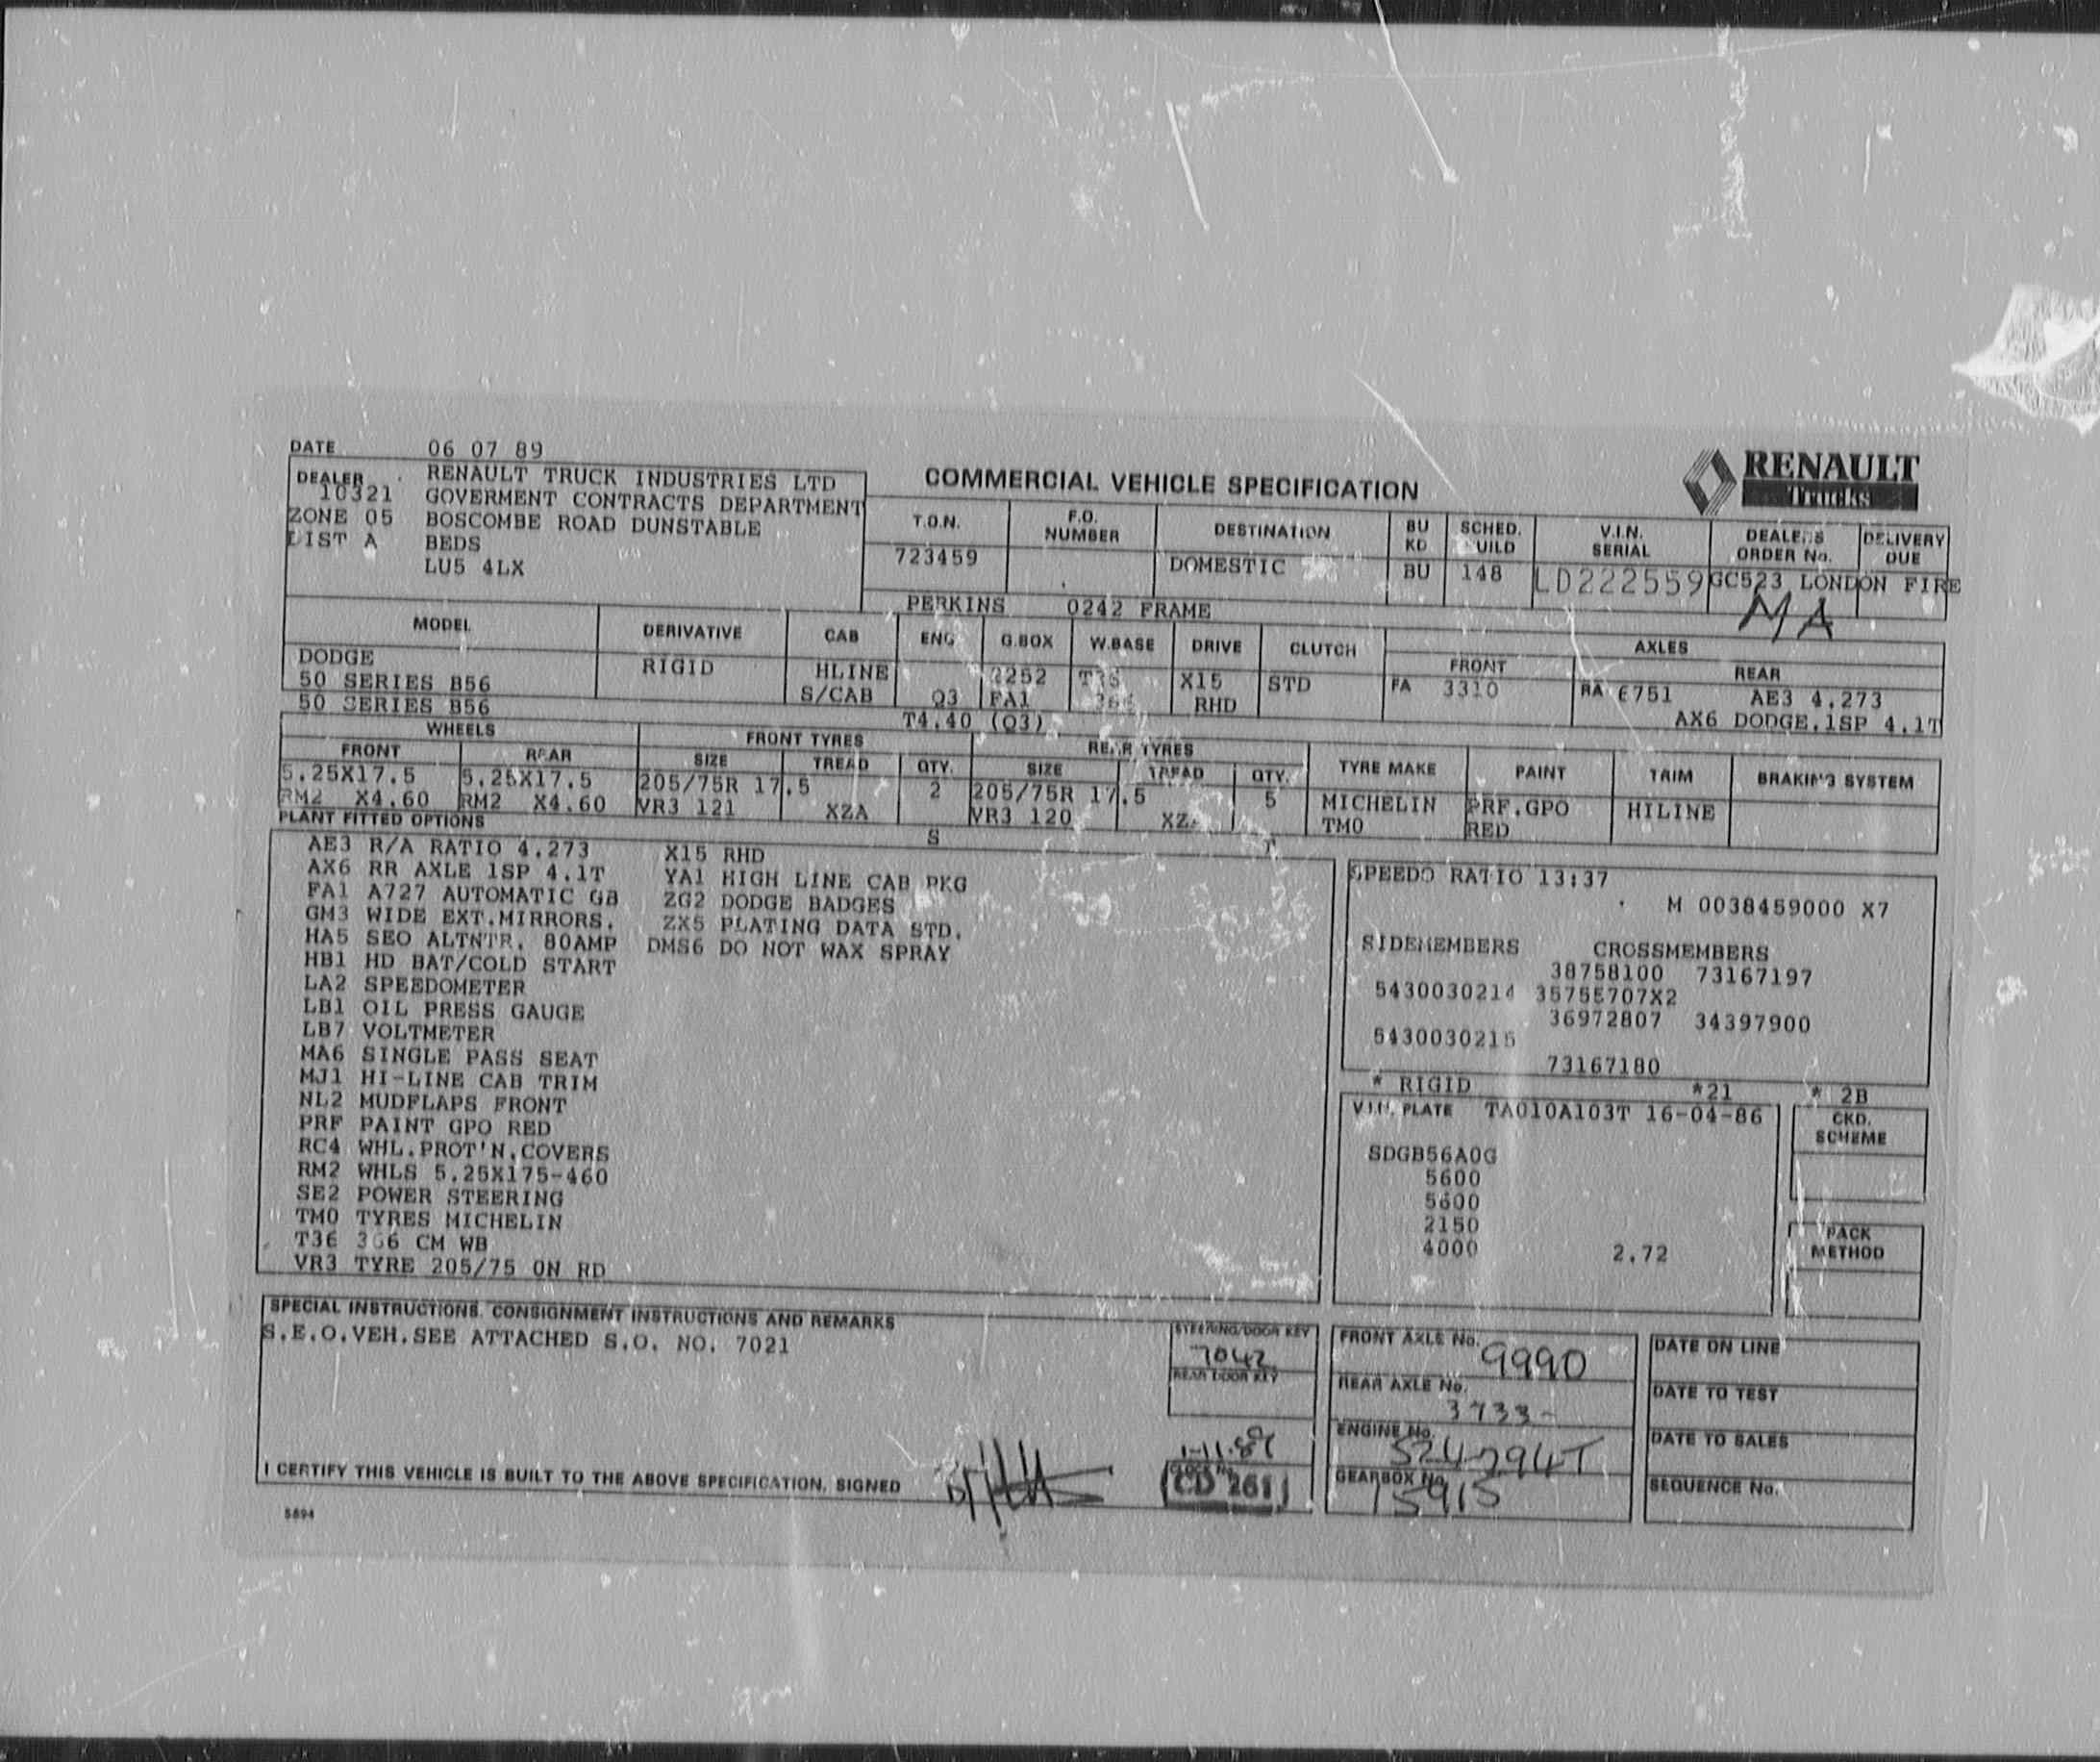 DATE 06 07 89
DEALER RENAULT TRUCK INDUSTRIES LTD
10321 GOVERMENT CONTRACTS DEPARTMENT
ZONE 05 BOSCOMBE ROAD DUNSTABLE
LIST A BEDS
LU5 4LX
COMMERCIAL VEHICLE SPECIFICATION
RENAULT
Trucks
T.O.N. F.O. NUMBER DESTINATION BU KD SCHED. UILD V.I.N. SERIAL DEALERS ORDER No. DELIVERY DUE
723459 DOMESTIC BU 148 LD222559 GC523 LONDON FIRE
MA
PERKINS 0242 FRAME
MODEL DERIVATIVE CAB ENG G.BOX W.BASE DRIVE CLUTCH AXLES
FRONT REAR
DODGE RIGID HLINE 2252 T36 X15 STD FA 3310 RA 6751 AE3 4.273
50 SERIES B56 S/CAB Q3 FA1 366 RHD AX6 DODGE.1SP 4.1T
50 SERIES B56 T4.40 (Q3)
WHEELS FRONT TYRES REAR TYRES
FRONT REAR SIZE TREAD QTY. SIZE TREAD QTY. TYRE MAKE PAINT TRIM BRAKING SYSTEM
5.25X17.5 5.25X17.5 205/75R 17.5 2 205/75R 17.5 5 MICHELIN PRF.GPO HILINE
RM2 X4.60 RM2 X4.60 VR3 121 XZA VR3 120 XZA TM0 RED
PLANT FITTED OPTIONS S T
AE3 R/A RATIO 4.273 X15 RHD
AX6 RR AXLE 1SP 4.1T YA1 HIGH LINE CAB PKG
FA1 A727 AUTOMATIC GB ZG2 DODGE BADGES
GM3 WIDE EXT.MIRRORS. ZX5 PLATING DATA STD.
HA5 SEO ALTNTR. 80AMP DMS6 DO NOT WAX SPRAY
HB1 HD BAT/COLD START
LA2 SPEEDOMETER
LB1 OIL PRESS GAUGE
LB7 VOLTMETER
MA6 SINGLE PASS SEAT
MJ1 HI-LINE CAB TRIM
NL2 MUDFLAPS FRONT
PRF PAINT GPO RED
RC4 WHL.PROT'N.COVERS
RM2 WHLS 5.25X175-460
SE2 POWER STEERING
TM0 TYRES MICHELIN
T36 366 CM WB
VR3 TYRE 205/75 ON RD
SPEEDO RATIO 13:37
M 0038459000 X7
SIDEMEMBERS CROSSMEMBERS
38758100 73167197
5430030214 35755707X2
36972807 34397900
5430030215
73167180
* RIGID *21 * 2B
V.I.N. PLATE TA010A103T 16-04-86
SDGB56A0G
5600
5600
2150
4000 2.72
CKD. SCHEME
PACK METHOD
SPECIAL INSTRUCTIONS. CONSIGNMENT INSTRUCTIONS AND REMARKS
S.E.O.VEH.SEE ATTACHED S.O. NO. 7021
STEERING/DOOR KEY
7042
REAR DOOR KEY
1-11.89
CD 261
FRONT AXLE No. 9990
REAR AXLE No. 3733-
ENGINE No. S24794T
GEARBOX No. 15915
DATE ON LINE
DATE TO TEST
DATE TO SALES
SEQUENCE No.
I CERTIFY THIS VEHICLE IS BUILT TO THE ABOVE SPECIFICATION, SIGNED
5894